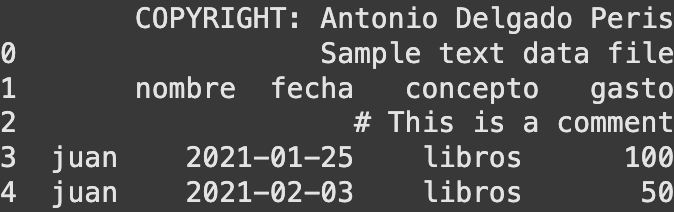 COPYRIGHT: Antonio Delgado Peris
0 Sample text data file
1 nombre fecha concepto gasto
2 # This is a comment
3 juan 2021-01-25 libros 100
4 juan 2021-02-03 libros 50